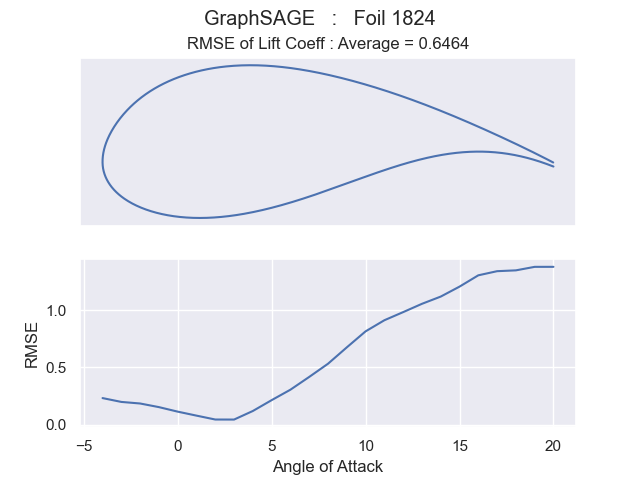 GraphSAGE : Foil 1824
RMSE of Lift Coeff : Average = 0.6464
1.0
0.5
0.0
RMSE
−5 0 5 10 15 20
Angle of Attack